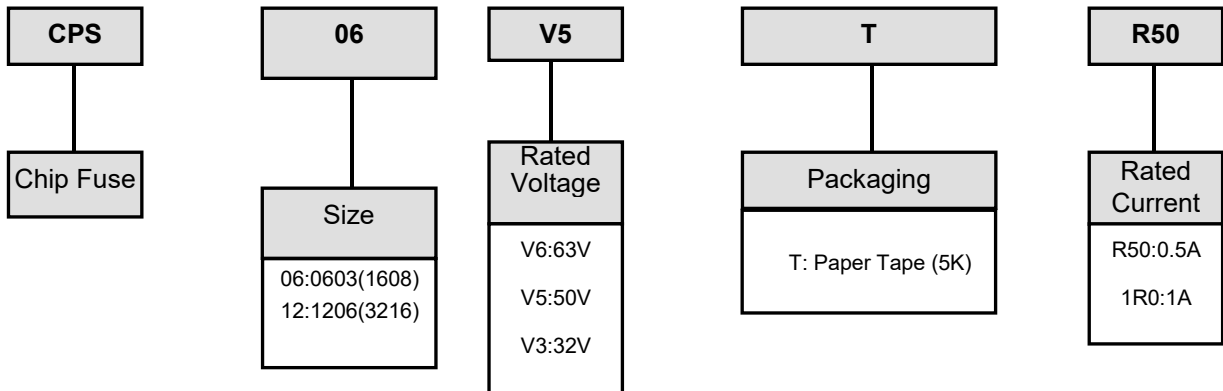 CPS
06
V5
T
R50
Chip Fuse
Size
06:0603(1608)
12:1206(3216)
Rated
Voltage
V6:63V
V5:50V
V3:32V
Packaging
T: Paper Tape (5K)
Rated
Current
R50:0.5A
1R0:1A